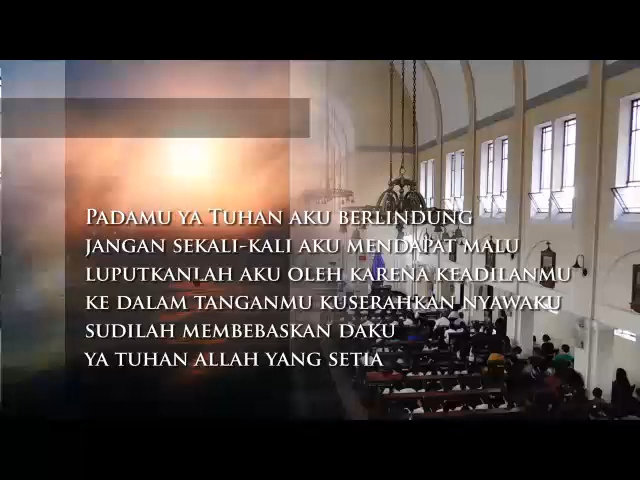 Padamu ya Tuhan aku berlindung
jangan sekali-kali aku mendapat malu
luputkanlah aku oleh karena keadilanmu
ke dalam tanganmu kuserahkan nyawaku
sudilah membebaskan daku
ya tuhan allah yang setia